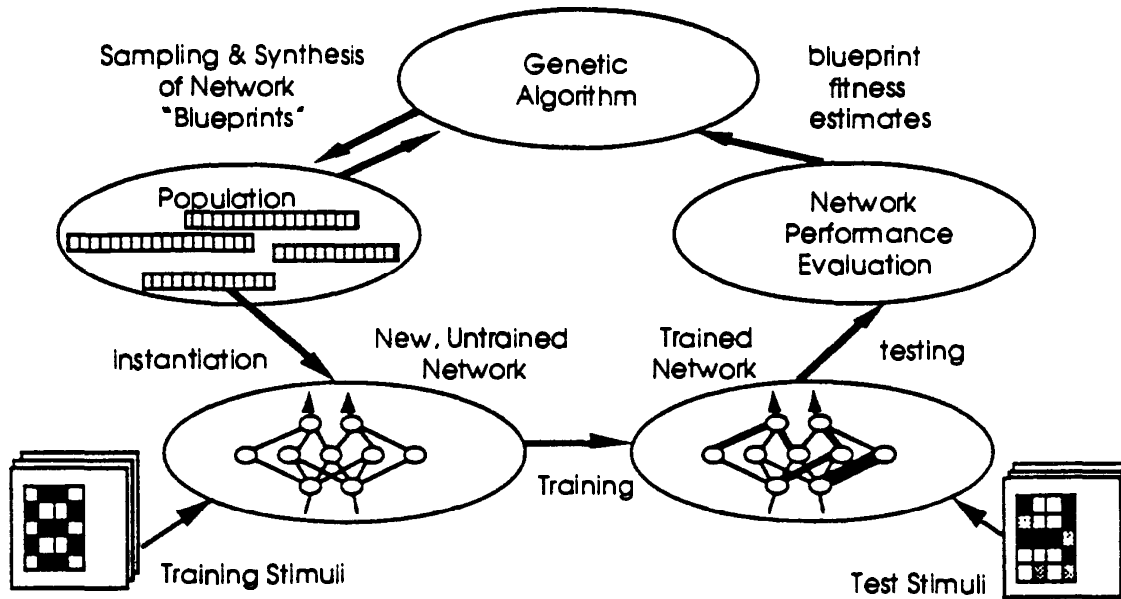 Sampling & Synthesis
of Network
"Blueprints"
Genetic
Algorithm
blueprint
fitness
estimates
Population
Network
Performance
Evaluation
instantiation
New, Untrained
Network
Trained
Network
testing
Training
Training Stimuli
Test Stimuli